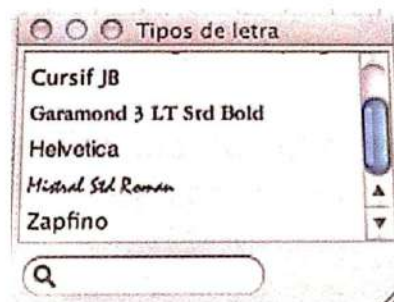 Tipos de letra
Cursif JB
Garamond 3 LT Std Bold
Helvetica
Mistral Std Roman
Zapfino